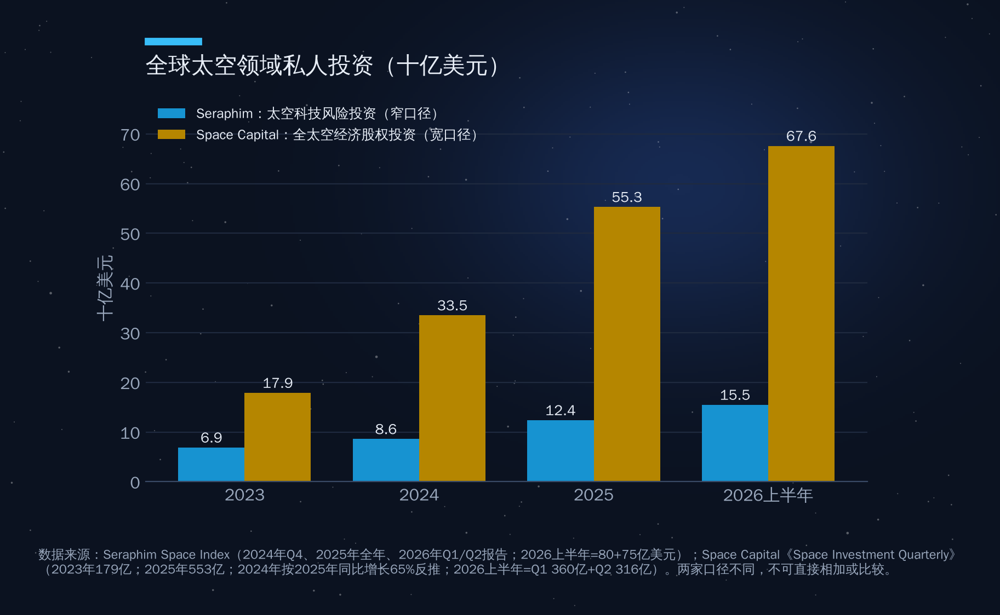 全球太空领域私人投资（十亿美元）
Seraphim：太空科技风险投资（窄口径）
Space Capital：全太空经济股权投资（宽口径）
十亿美元
70
60
50
40
30
20
10
0
6.9
17.9
8.6
33.5
12.4
55.3
15.5
67.6
2023
2024
2025
2026上半年
数据来源：Seraphim Space Index（2024年Q4、2025年全年、2026年Q1/Q2报告；2026上半年=80+75亿美元）；Space Capital《Space Investment Quarterly》
（2023年179亿；2025年553亿；2024年按2025年同比增长65%反推；2026上半年=Q1 360亿+Q2 316亿）。两家口径不同，不可直接相加或比较。